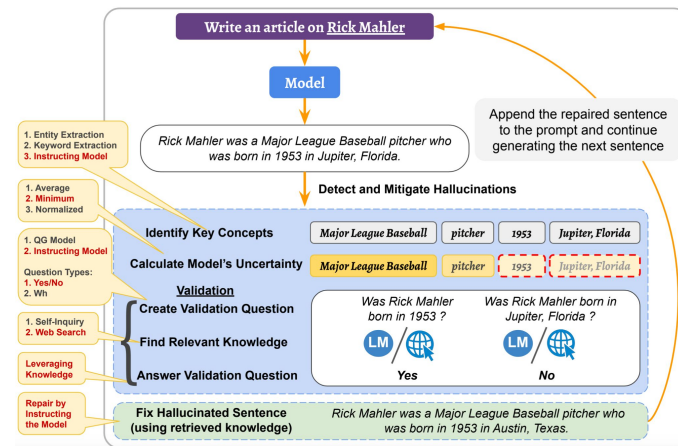 Write an article on Rick Mahler
Model
Rick Mahler was a Major League Baseball pitcher who
was born in 1953 in Jupiter, Florida.
Append the repaired sentence
to the prompt and continue
generating the next sentence
Detect and Mitigate Hallucinations
1. Entity Extraction
2. Keyword Extraction
3. Instructing Model
1. Average
2. Minimum
3. Normalized
1. QG Model
2. Instructing Model
Question Types:
1. Yes/No
2. Wh
1. Self-Inquiry
2. Web Search
Leveraging
Knowledge
Repair by
Instructing
the Model
Identify Key Concepts
Major League Baseball
pitcher
1953
Jupiter, Florida
Calculate Model's Uncertainty
Major League Baseball
pitcher
1953
Jupiter, Florida
Validation
Create Validation Question
Find Relevant Knowledge
Answer Validation Question
Was Rick Mahler
born in 1953 ?
LM
Yes
Was Rick Mahler born in
Jupiter, Florida ?
LM
No
Fix Hallucinated Sentence
(using retrieved knowledge)
Rick Mahler was a Major League Baseball pitcher who
was born in 1953 in Austin, Texas.